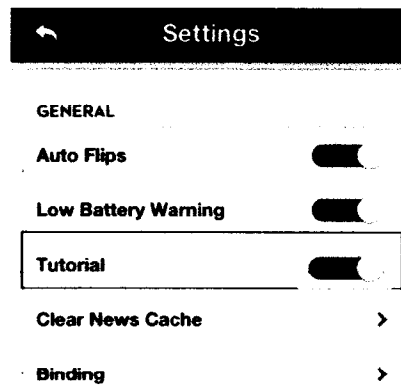 Settings
GENERAL
Auto Flips
Low Battery Warning
Tutorial
Clear News Cache
Binding